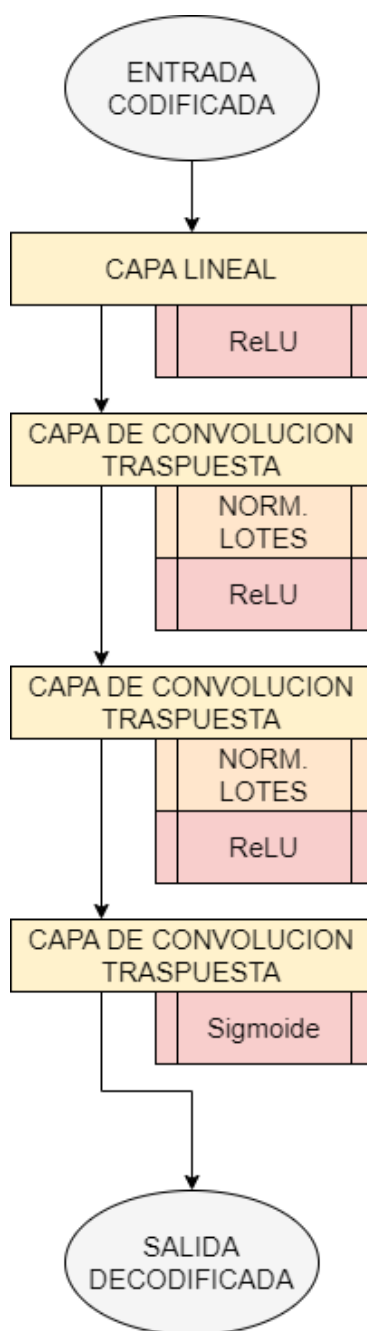 ENTRADA
CODIFICADA
CAPA LINEAL
ReLU
CAPA DE CONVOLUCION
TRASPUESTA
NORM.
LOTES
ReLU
CAPA DE CONVOLUCION
TRASPUESTA
NORM.
LOTES
ReLU
CAPA DE CONVOLUCION
TRASPUESTA
Sigmoide
SALIDA
DECODIFICADA